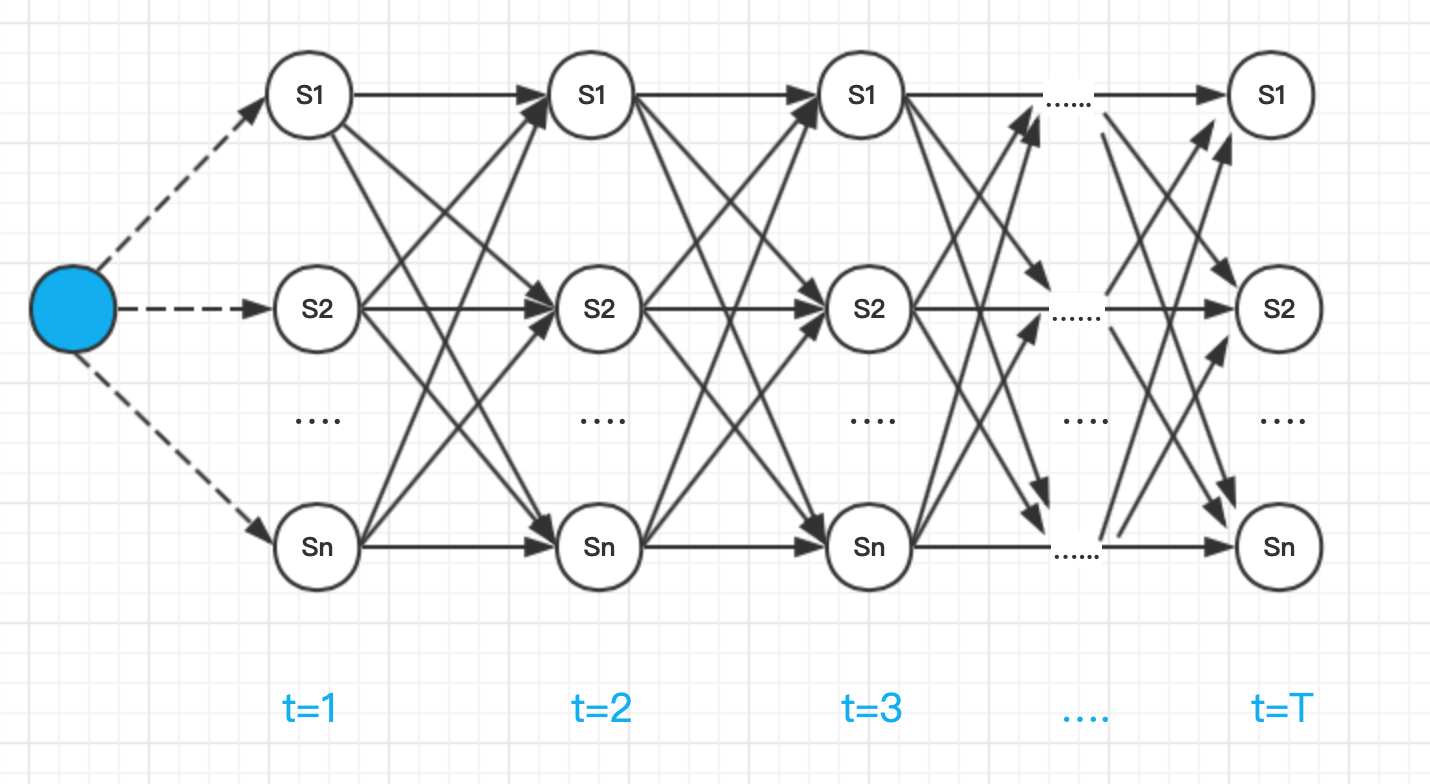 S1 S1 S1 ...... S1
S2 S2 S2 ...... S2
.... .... .... .... ....
Sn Sn Sn ...... Sn
t=1 t=2 t=3 .... t=T